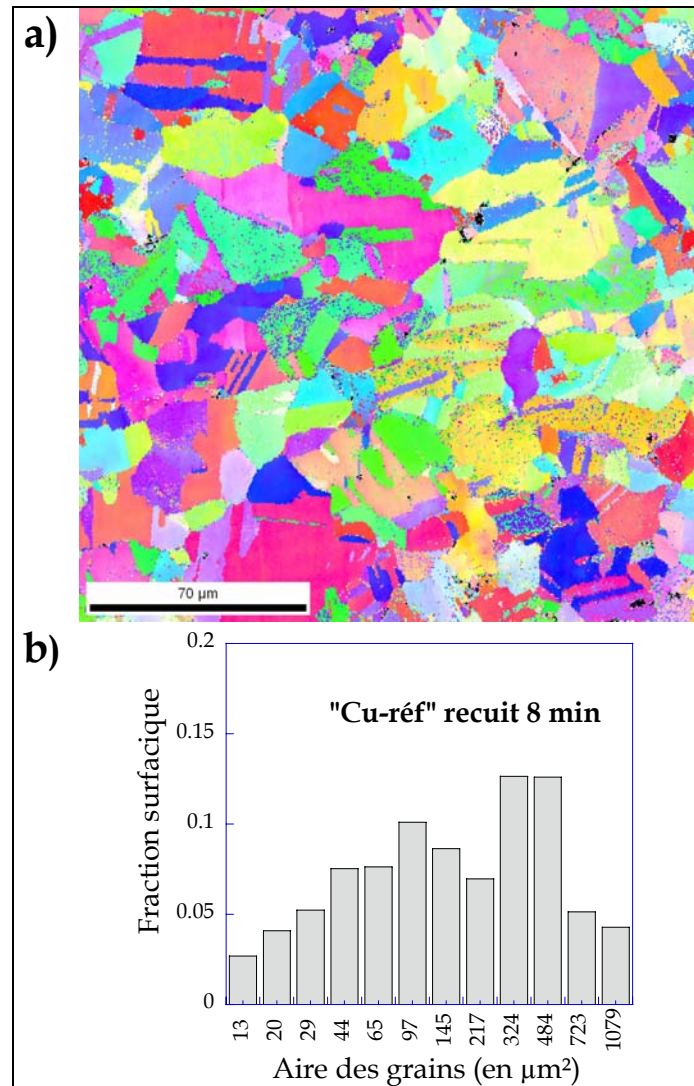 a)
70 µm
b)
0.2
"Cu-réf" recuit 8 min
0.15
0.1
0.05
0
Fraction surfacique
13 20 29 44 65 97 145 217 324 484 723 1079
Aire des grains (en µm²)